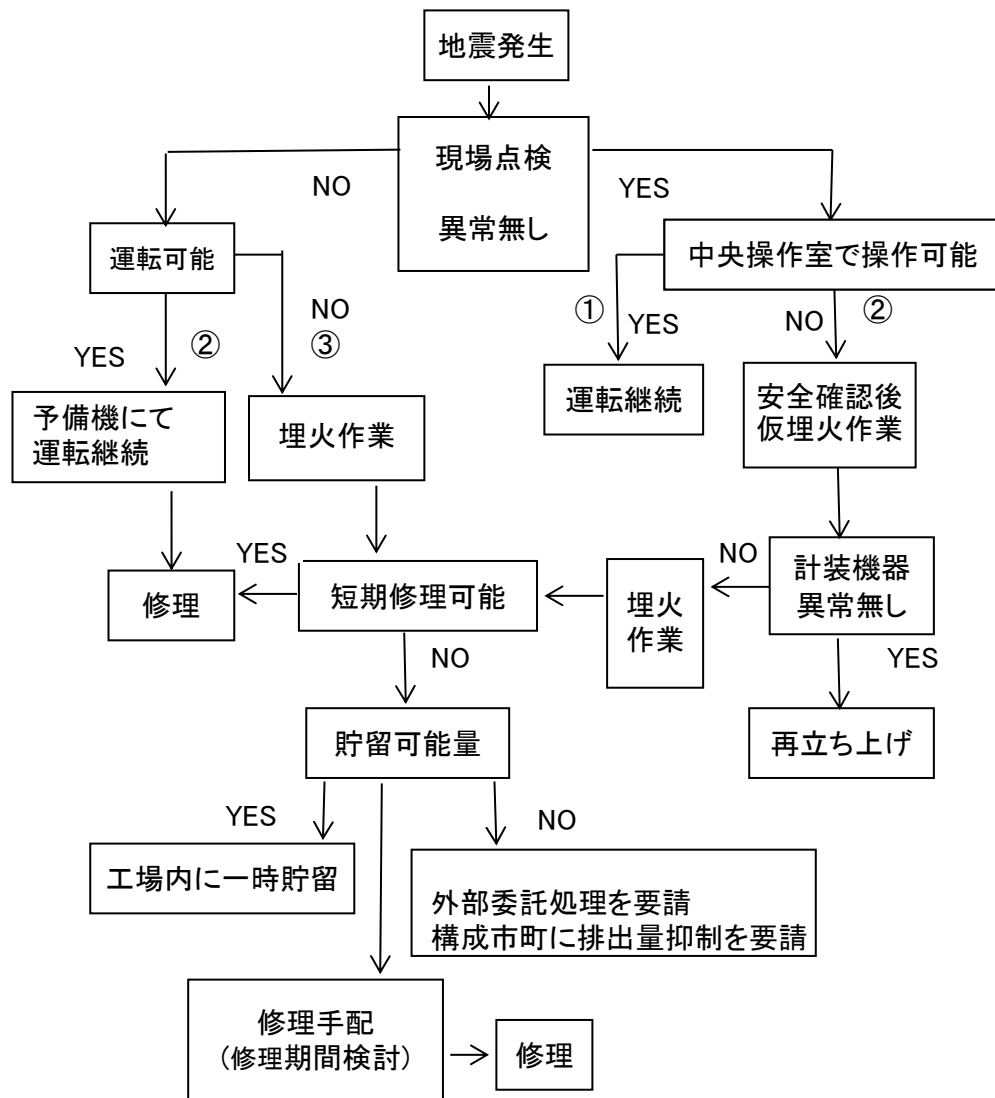 地震発生
現場点検
異常無し
NO
YES
運転可能
中央操作室で操作可能
NO
③
YES
②
①
YES
NO
②
予備機にて
運転継続
埋火作業
運転継続
安全確認後
仮埋火作業
修理
YES
短期修理可能
埋火
作業
NO
計装機器
異常無し
NO
YES
貯留可能量
再立ち上げ
YES
NO
工場内に一時貯留
外部委託処理を要請
構成市町に排出量抑制を要請
修理手配
(修理期間検討)
修理